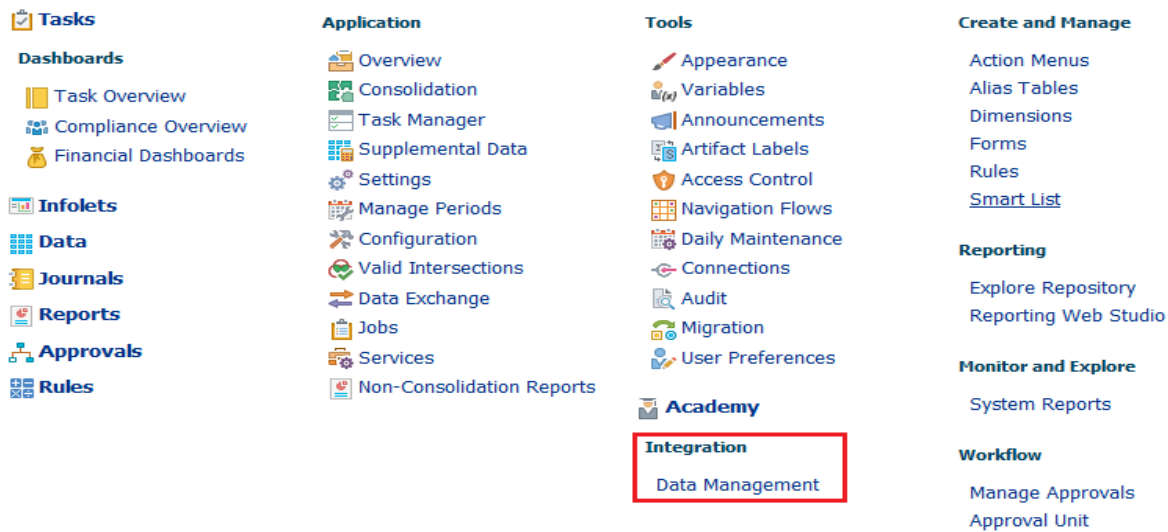 Tasks
Dashboards
Task Overview
Compliance Overview
Financial Dashboards
Infolets
Data
Journals
Reports
Approvals
Rules
Application
Overview
Consolidation
Task Manager
Supplemental Data
Settings
Manage Periods
Configuration
Valid Intersections
Data Exchange
Jobs
Services
Non-Consolidation Reports
Tools
Appearance
Variables
Announcements
Artifact Labels
Access Control
Navigation Flows
Daily Maintenance
Connections
Audit
Migration
User Preferences
Academy
Integration
Data Management
Create and Manage
Action Menus
Alias Tables
Dimensions
Forms
Rules
Smart List
Reporting
Explore Repository
Reporting Web Studio
Monitor and Explore
System Reports
Workflow
Manage Approvals
Approval Unit